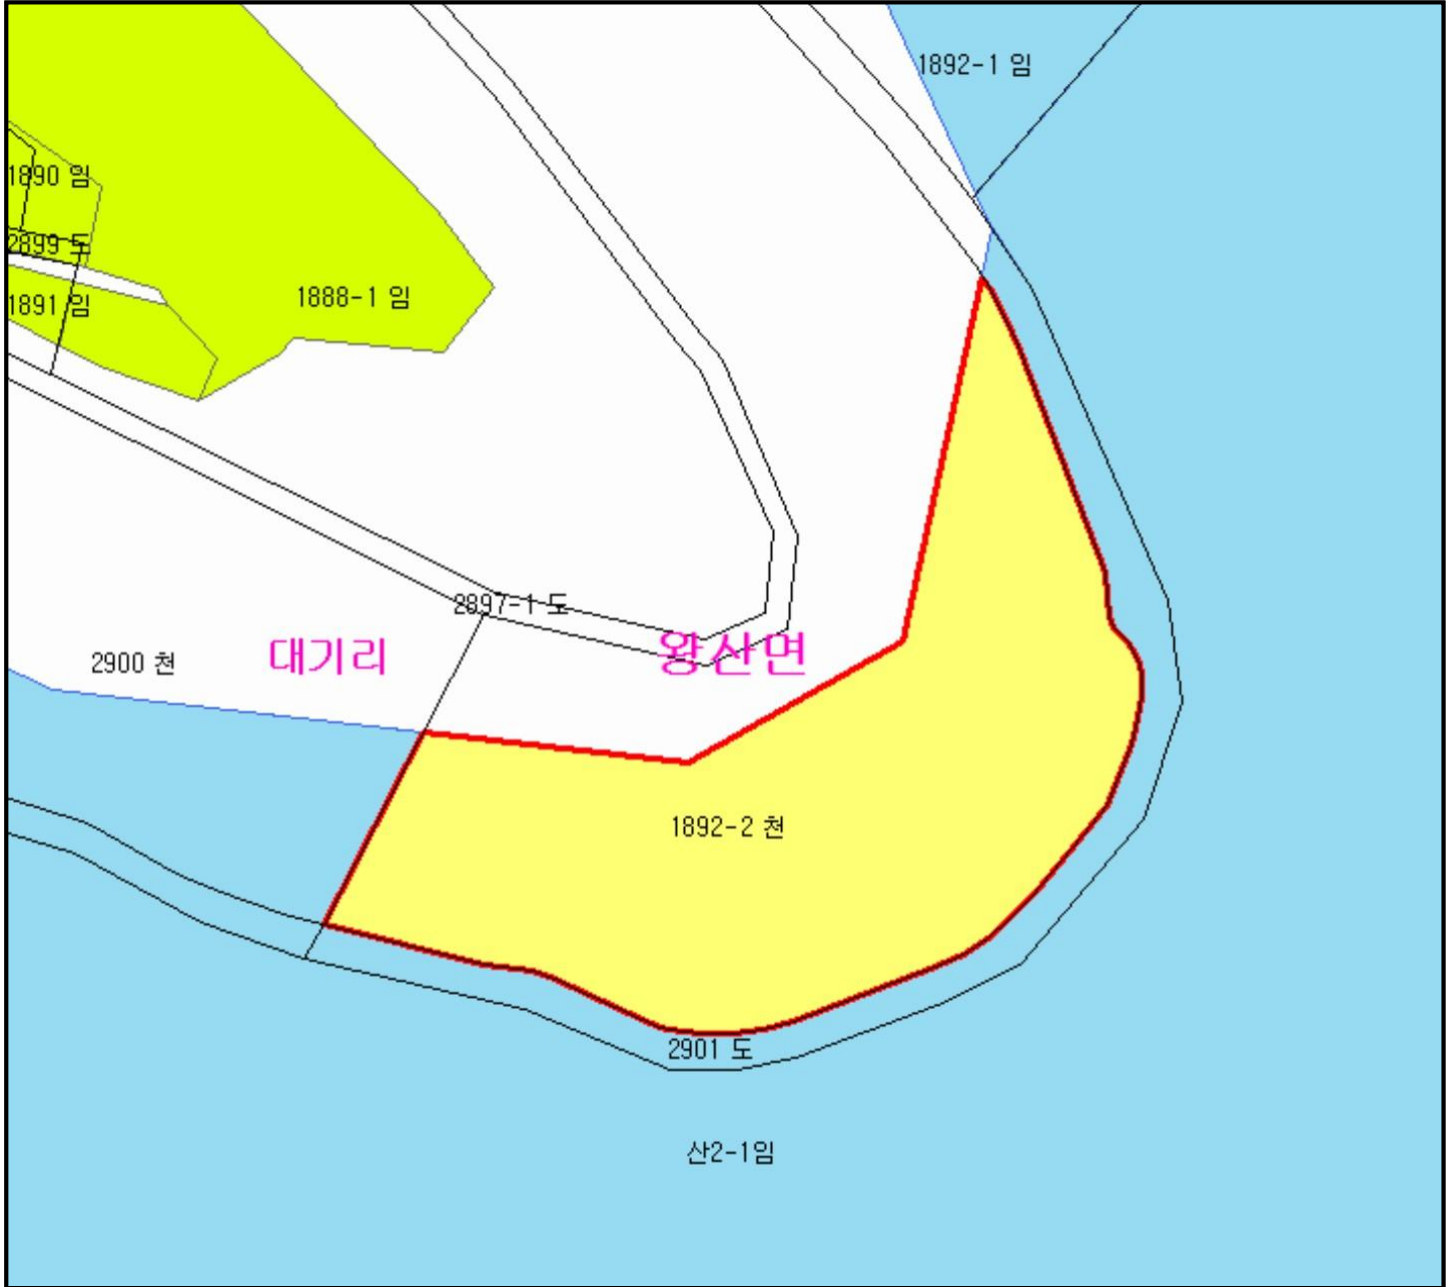 1892-1 임
1890 임
2899 도
1888-1 임
1891 임
2897-1 도
대기리
왕산면
2900 천
1892-2 천
2901 도
산2-1임